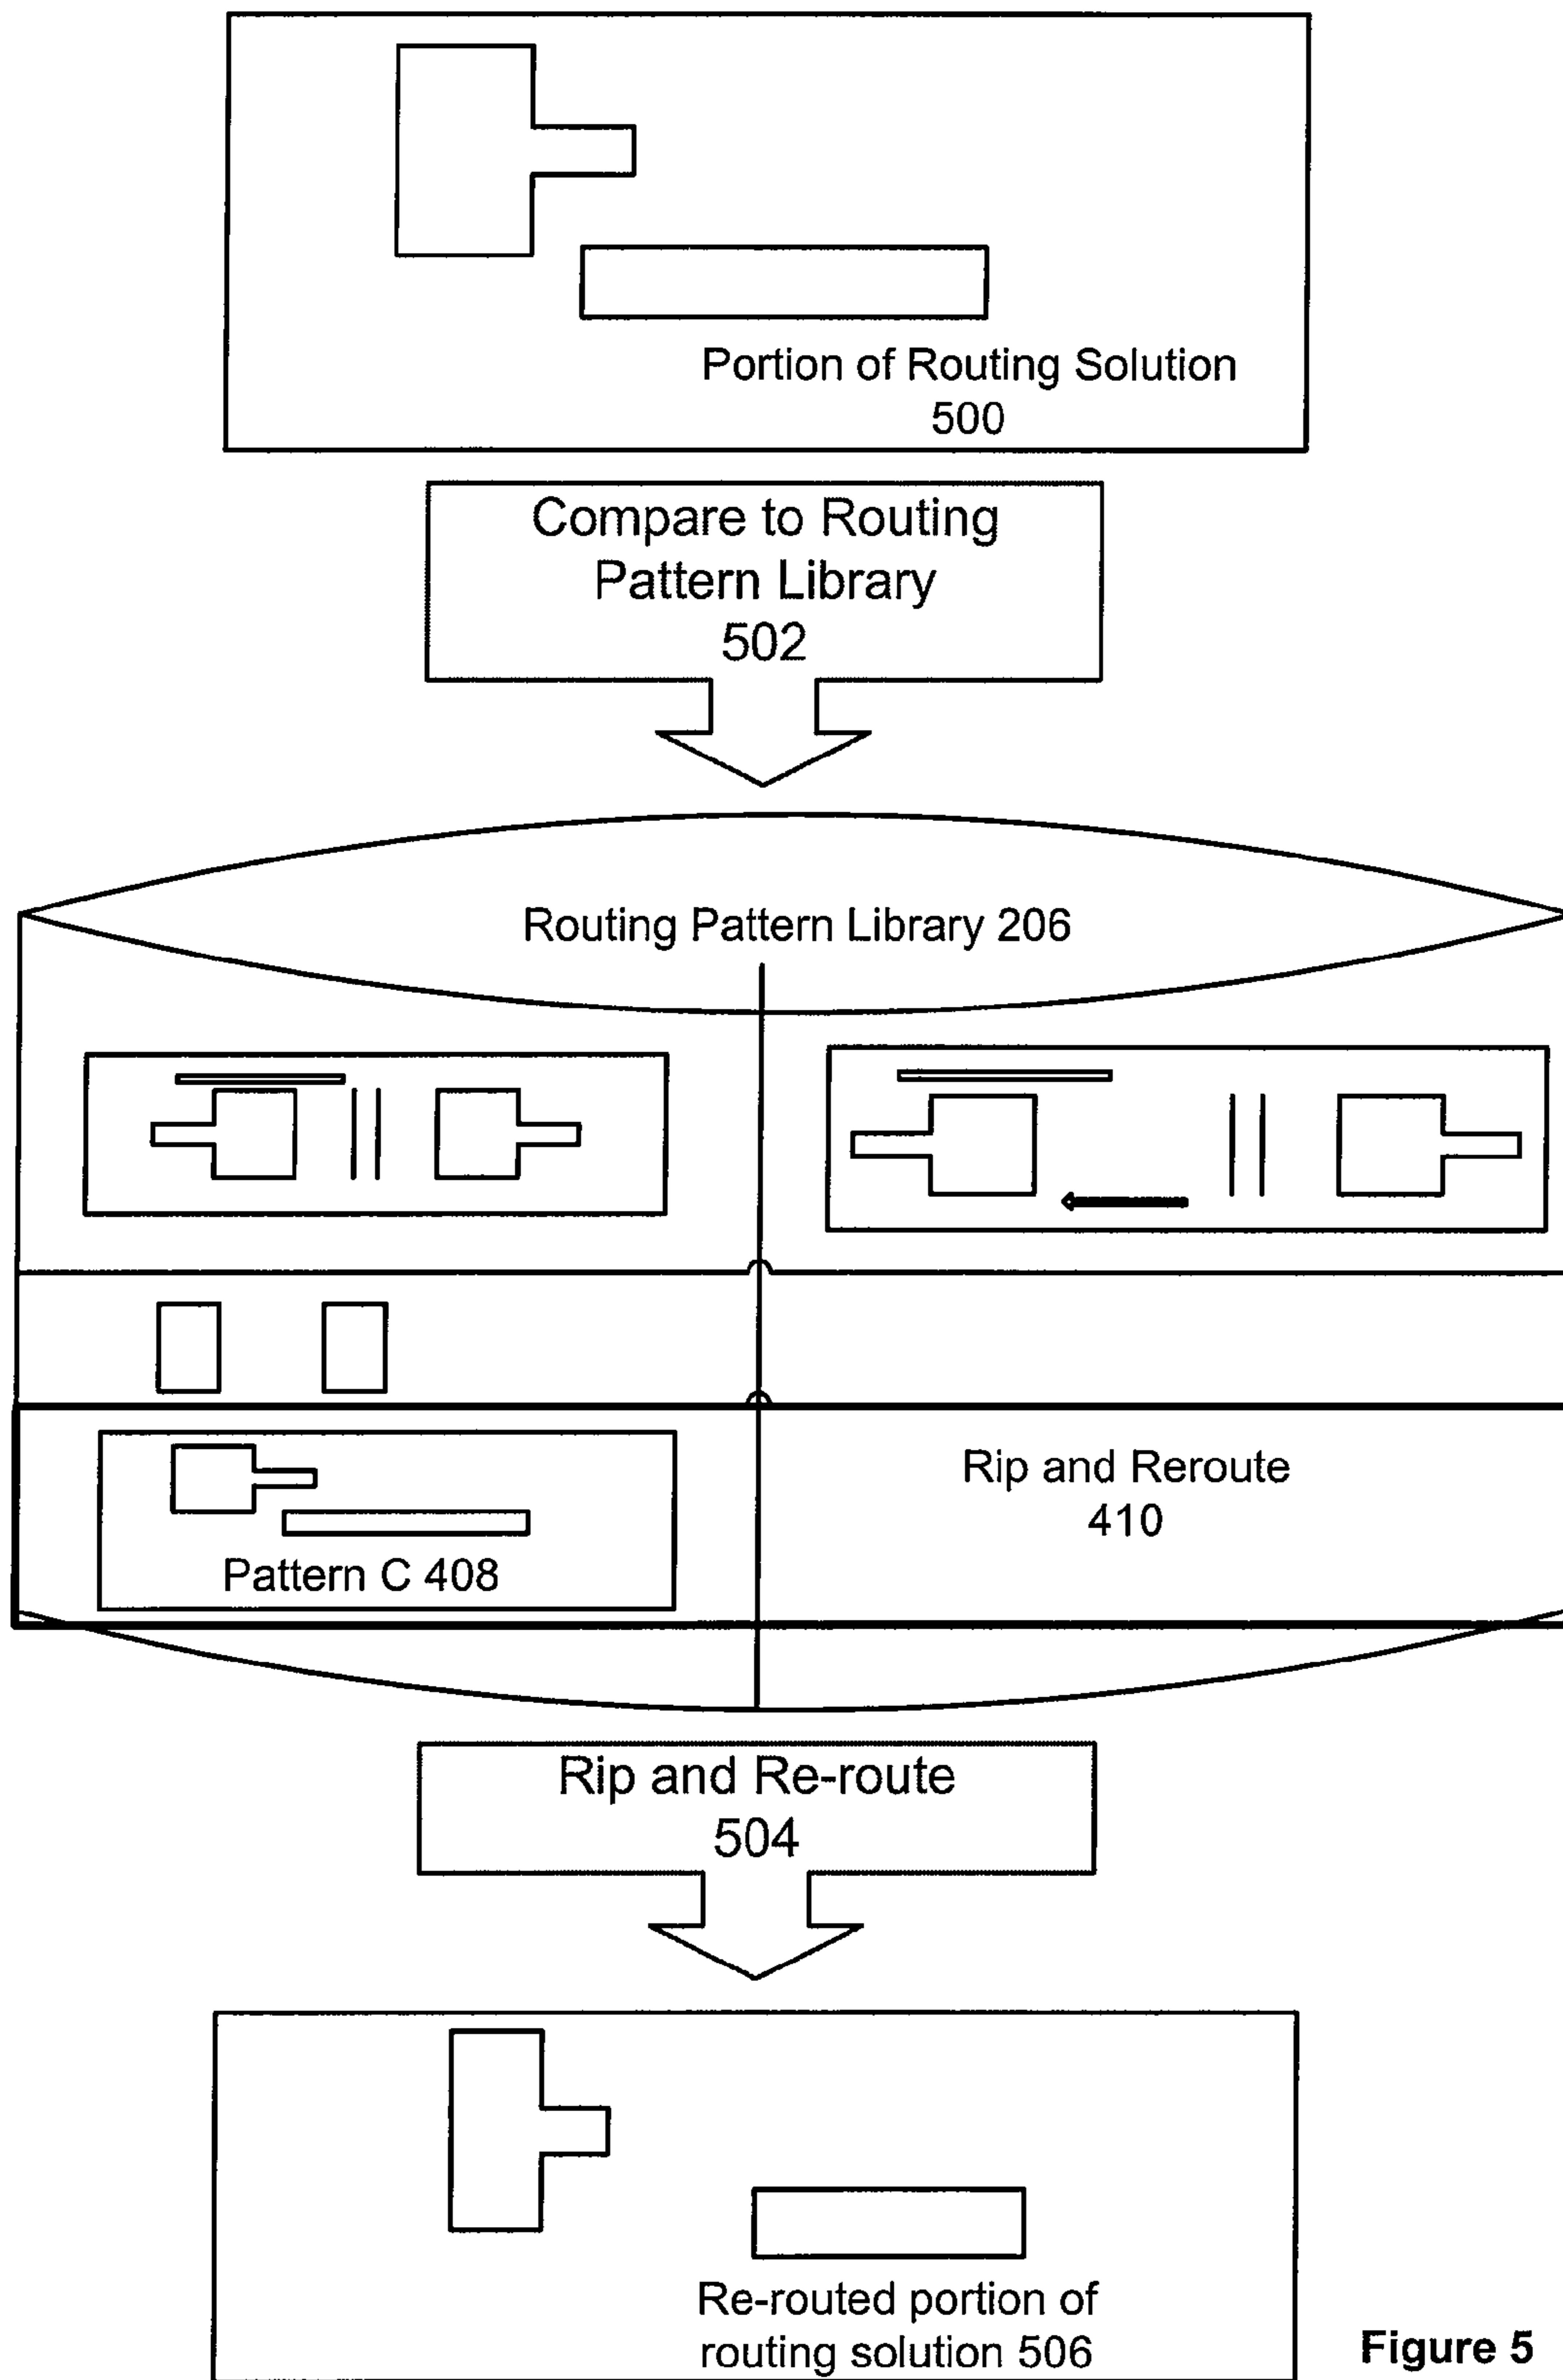 Portion of Routing Solution
500
Compare to Routing
Pattern Library
502
Routing Pattern Library 206
Rip and Reroute
410
Pattern C 408
Rip and Re-route
504
Re-routed portion of
routing solution 506
Figure 5